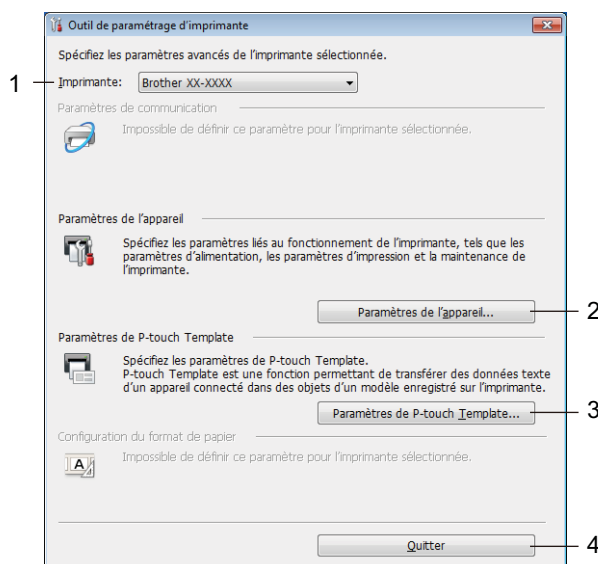 Outil de paramétrage d'imprimante
Spécifiez les paramètres avancés de l'imprimante sélectionnée.
1
Imprimante: Brother XX-XXXX
Paramètres de communication
Impossible de définir ce paramètre pour l'imprimante sélectionnée.
Paramètres de l'appareil
Spécifiez les paramètres liés au fonctionnement de l'imprimante, tels que les
paramètres d'alimentation, les paramètres d'impression et la maintenance de
l'imprimante.
Paramètres de l'appareil...
2
Paramètres de P-touch Template
Spécifiez les paramètres de P-touch Template.
P-touch Template est une fonction permettant de transférer des données texte
d'un appareil connecté dans des objets d'un modèle enregistré sur l'imprimante.
Paramètres de P-touch Template...
3
Configuration du format de papier
A
Impossible de définir ce paramètre pour l'imprimante sélectionnée.
Quitter
4